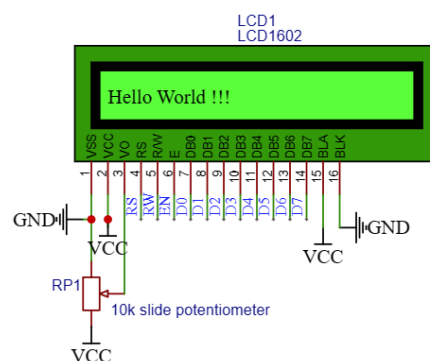 LCD1
LCD1602
Hello World !!!
VSS VCC VO RS R/W E DB0 DB1 DB2 DB3 DB4 DB5 DB6 DB7 BLA BLK
1 2 3 4 5 6 7 8 9 10 11 12 13 14 15 16
RS RW EN D0 D1 D2 D3 D4 D5 D6 D7
GND GND
VCC VCC
RP1
10k slide potentiometer
VCC